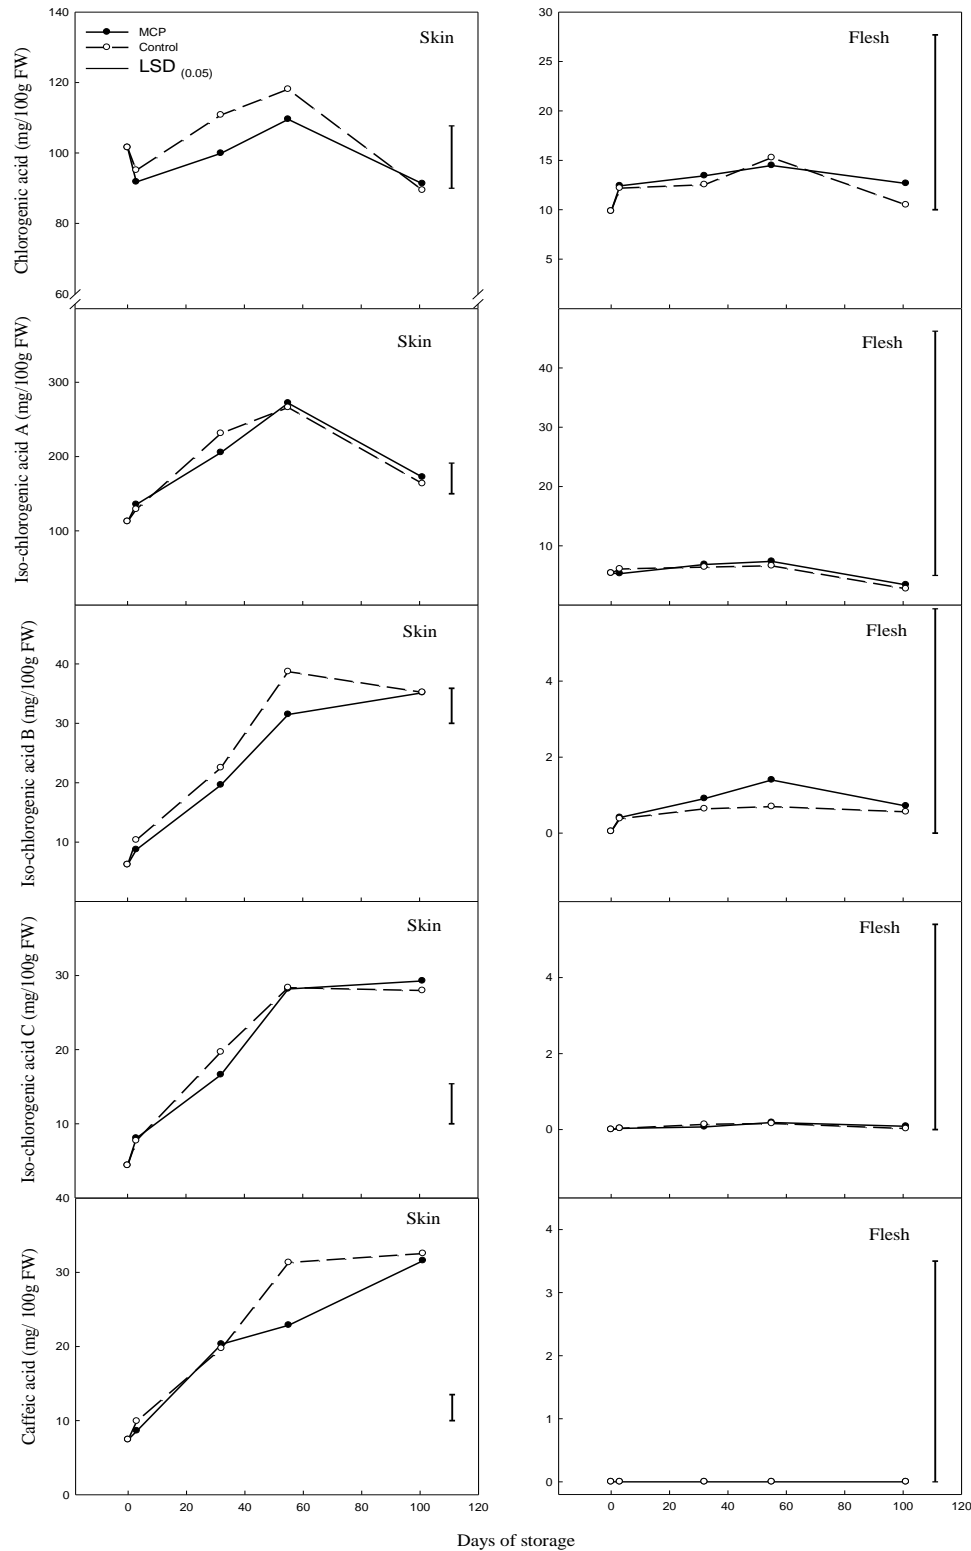 Chlorogenic acid (mg/100g FW)
140
120
100
80
60
MCP
Control
LSD (0.05)
Skin
30
25
20
15
10
5
Flesh
Iso-chlorogenic acid A (mg/100g FW)
300
200
100
Skin
40
30
20
10
Flesh
Iso-chlorogenic acid B (mg/100g FW)
40
30
20
10
Skin
4
2
0
Flesh
Iso-chlorogenic acid C (mg/100g FW)
30
20
10
40
Skin
4
2
0
Flesh
Caffeic acid (mg/ 100g FW)
30
20
10
0
Skin
4
3
2
1
0
Flesh
0 20 40 60 80 100 120
0 20 40 60 80 100 120
Days of storage